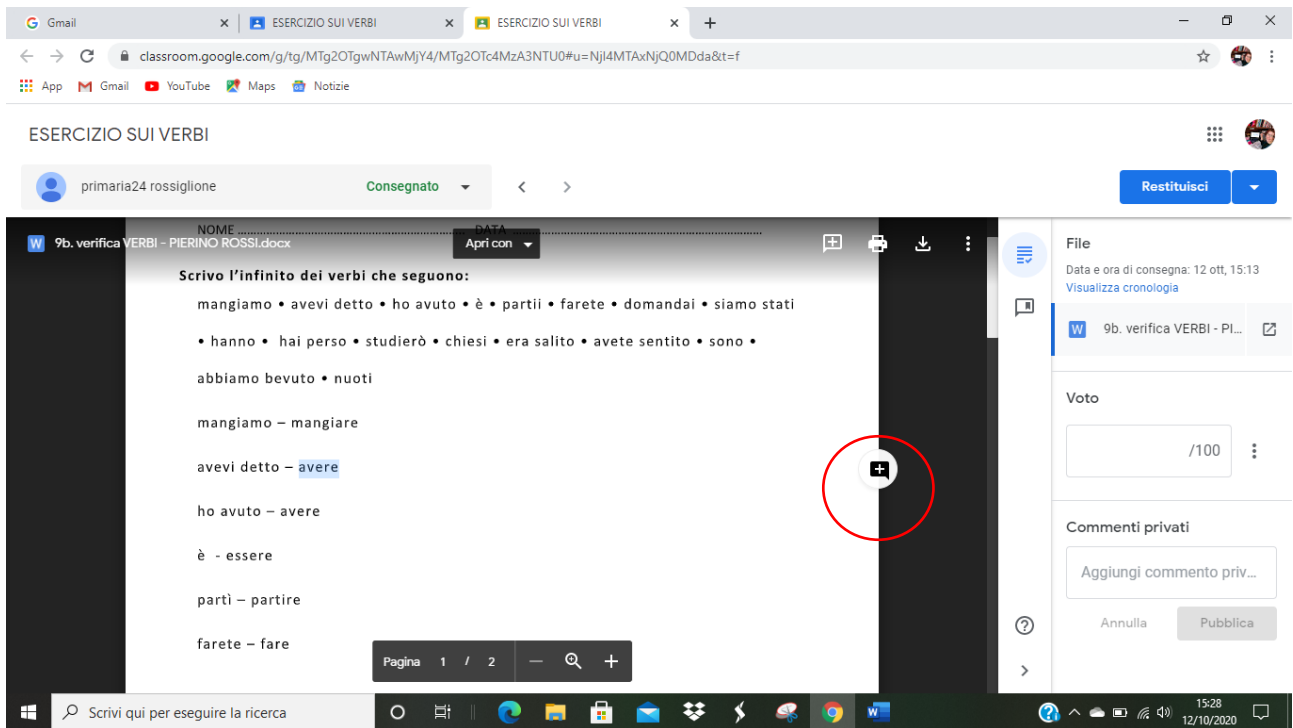 Gmail
ESERCIZIO SUI VERBI
ESERCIZIO SUI VERBI
classroom.google.com/g/tg/MTg2OTgwNTAwMjY4/MTg2OTc4MzA3NTU0#u=NjI4MTAxNjQ0MDda&t=f
App Gmail YouTube Maps Notizie
ESERCIZIO SUI VERBI
primaria24 rossiglione Consegnato
Restituisci
NOME DATA
9b. verifica VERBI - PIERINO ROSSI.docx
Apri con
Scrivo l’infinito dei verbi che seguono:
mangiamo • avevi detto • ho avuto • è • partii • farete • domandai • siamo stati
• hanno • hai perso • studierò • chiesi • era salito • avete sentito • sono •
abbiamo bevuto • nuoti
mangiamo – mangiare
avevi detto – avere
ho avuto – avere
è - essere
partì – partire
farete – fare
Pagina 1 / 2
File
Data e ora di consegna: 12 ott, 15:13
Visualizza cronologia
W 9b. verifica VERBI - PI...
Voto
/100
Commenti privati
Aggiungi commento priv...
Annulla Pubblica
Scrivi qui per eseguire la ricerca
15:28
12/10/2020